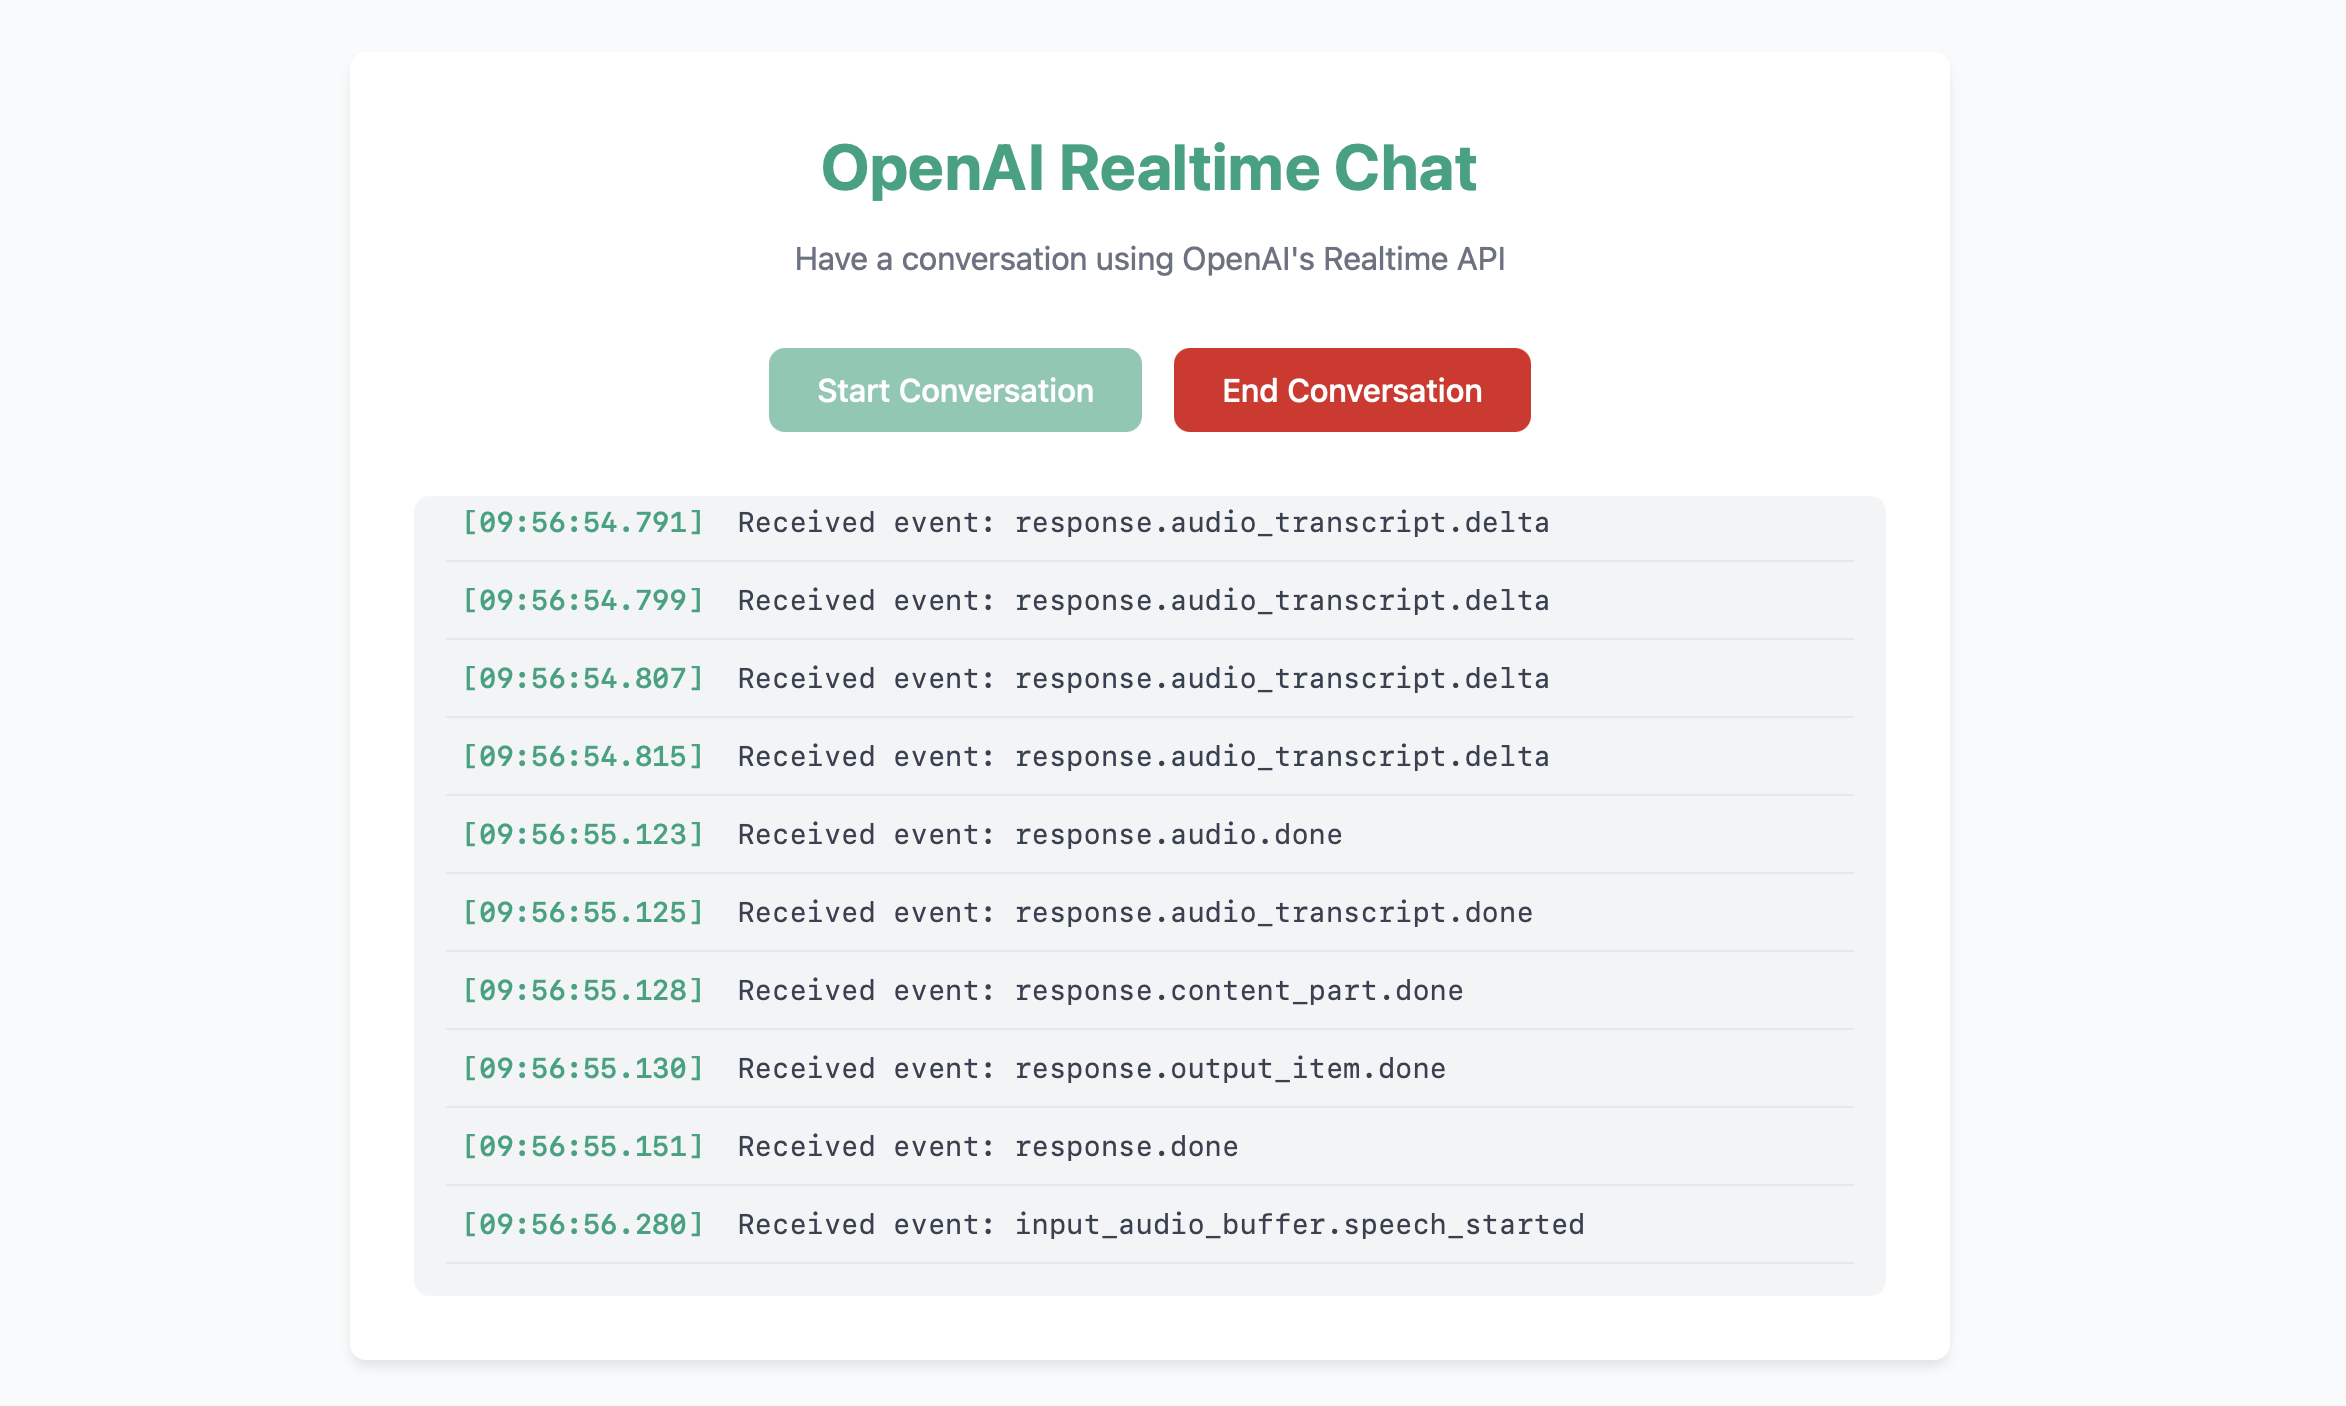 OpenAI Realtime Chat
Have a conversation using OpenAI's Realtime API
Start Conversation
End Conversation
[09:56:54.791] Received event: response.audio_transcript.delta
[09:56:54.799] Received event: response.audio_transcript.delta
[09:56:54.807] Received event: response.audio_transcript.delta
[09:56:54.815] Received event: response.audio_transcript.delta
[09:56:55.123] Received event: response.audio.done
[09:56:55.125] Received event: response.audio_transcript.done
[09:56:55.128] Received event: response.content_part.done
[09:56:55.130] Received event: response.output_item.done
[09:56:55.151] Received event: response.done
[09:56:56.280] Received event: input_audio_buffer.speech_started